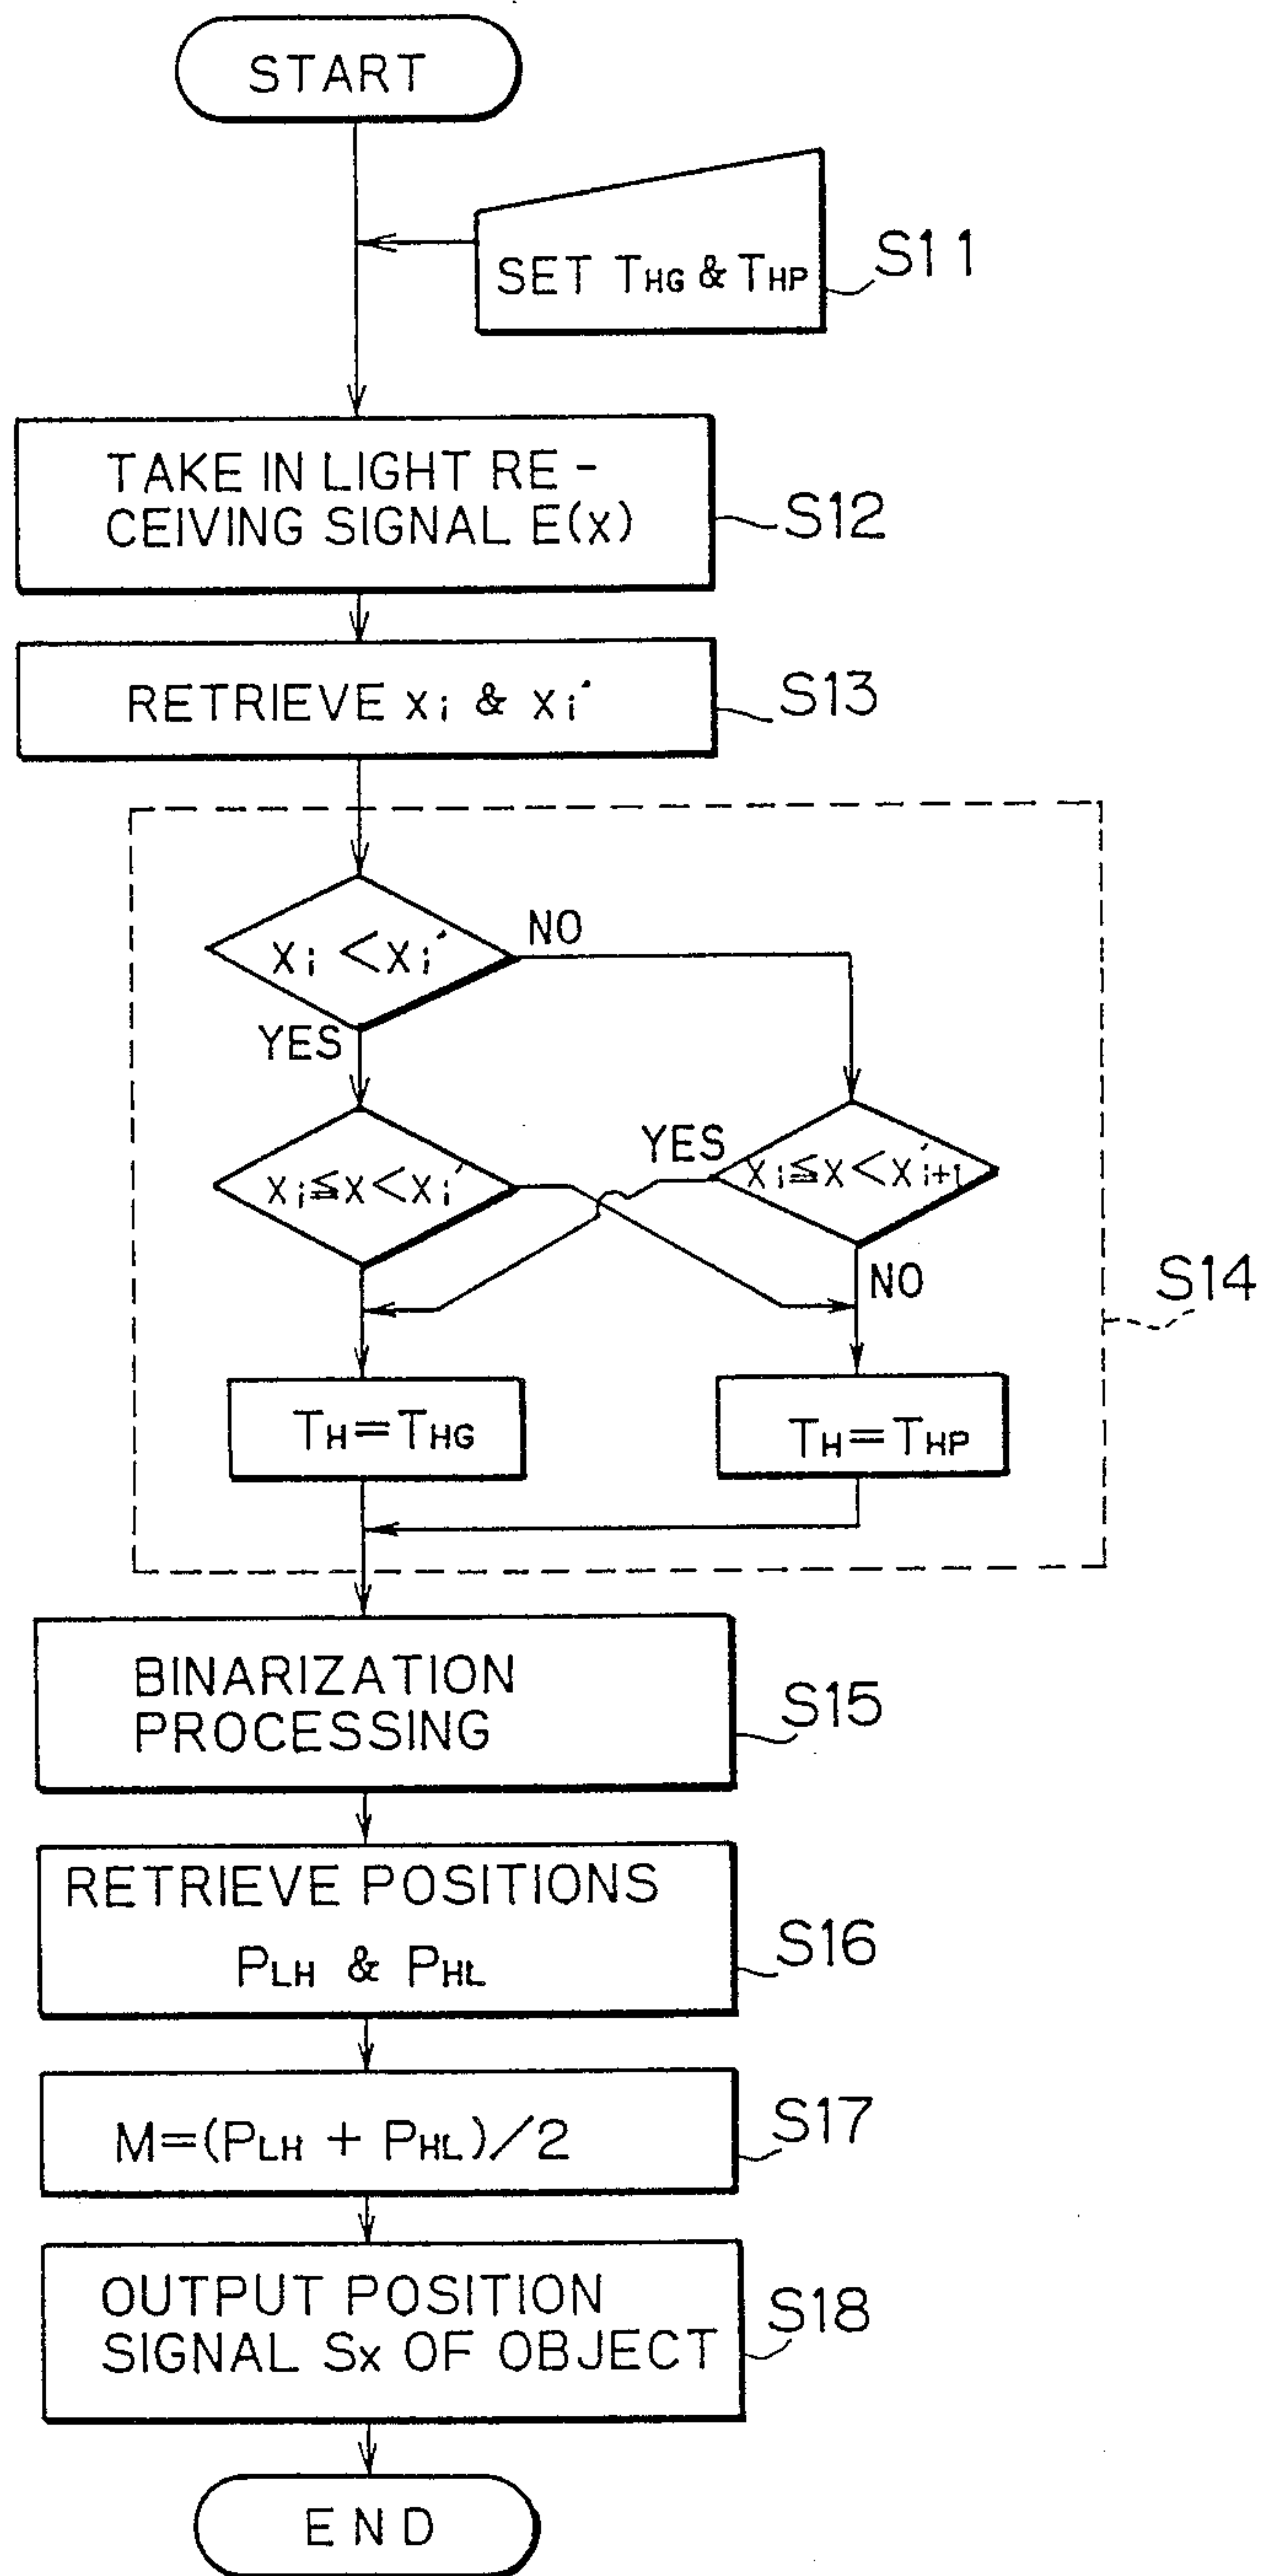 START
SET THG & THP
S11
TAKE IN LIGHT RE-
CEIVING SIGNAL E(x)
S12
RETRIEVE xi & xi′
S13
xi < xi′
NO
YES
xi ≦ x < xi′
YES
xi ≦ x < x′i+1
NO
S14
TH=THG
TH=THP
BINARIZATION
PROCESSING
S15
RETRIEVE POSITIONS
PLH & PHL
S16
M=(PLH + PHL)/2
S17
OUTPUT POSITION
SIGNAL Sx OF OBJECT
S18
END